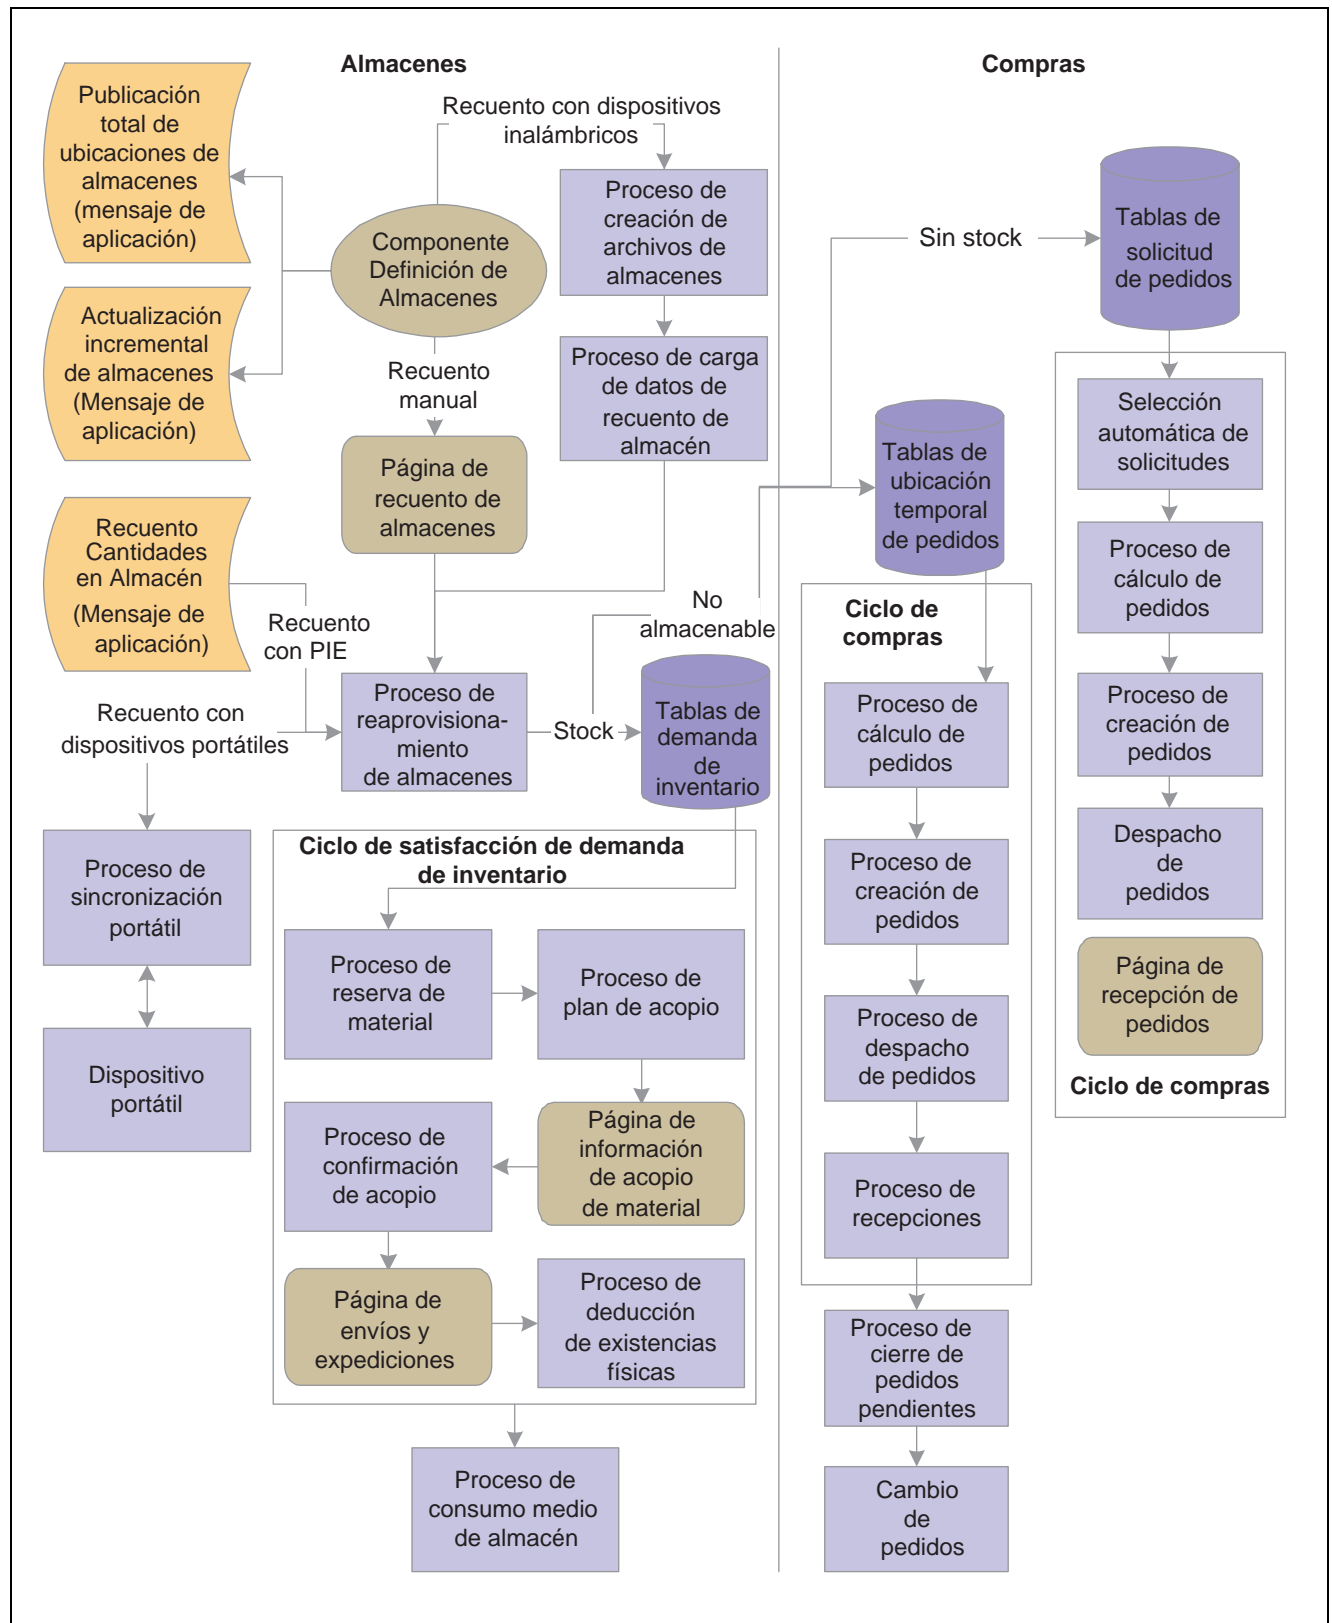 Almacenes
Compras
Publicación
total de
ubicaciones de
almacenes
(mensaje de
aplicación)
Recuento con dispositivos
inalámbricos
Componente
Definición de
Almacenes
Proceso de
creación de
archivos de
almacenes
Sin stock
Tablas de
solicitud
de pedidos
Actualización
incremental
de almacenes
(Mensaje de
aplicación)
Recuento
manual
Proceso de carga
de datos de
recuento de
almacén
Página de
recuento de
almacenes
Tablas de
ubicación
temporal
de pedidos
Selección
automática de
solicitudes
Recuento
Cantidades
en Almacén
(Mensaje de
aplicación)
Recuento
con PIE
No
almacenable
Ciclo de
compras
Proceso de
cálculo de
pedidos
Recuento con
dispositivos portátiles
Proceso de
reaprovisiona-
miento
de almacenes
Stock
Tablas de
demanda
de
inventario
Proceso de
cálculo de
pedidos
Proceso de
creación de
pedidos
Despacho
de
pedidos
Página de
recepción de
pedidos
Ciclo de compras
Proceso de
sincronización
portátil
Dispositivo
portátil
Ciclo de satisfacción de demanda
de inventario
Proceso de
reserva de
material
Proceso de
plan de acopio
Proceso de
creación de
pedidos
Proceso de
despacho
de pedidos
Proceso de
confirmación
de acopio
Página de
información
de acopio
de material
Proceso de
recepciones
Página de
envíos y
expediciones
Proceso de
deducción
de existencias
físicas
Proceso de
cierre de
pedidos
pendientes
Proceso de
consumo medio
de almacén
Cambio
de
pedidos